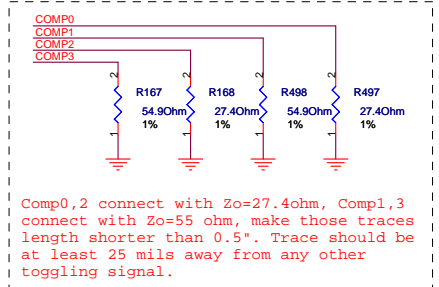 COMP0
COMP1
COMP2
COMP3
2 2 2 2
R167 R168 R498 R497
54.9Ohm 27.4Ohm 54.9Ohm 27.4Ohm
1% 1% 1% 1%
1 1 1 1
Comp0,2 connect with Zo=27.4ohm, Comp1,3
connect with Zo=55 ohm, make those traces
length shorter than 0.5". Trace should be
at least 25 mils away from any other
toggling signal.